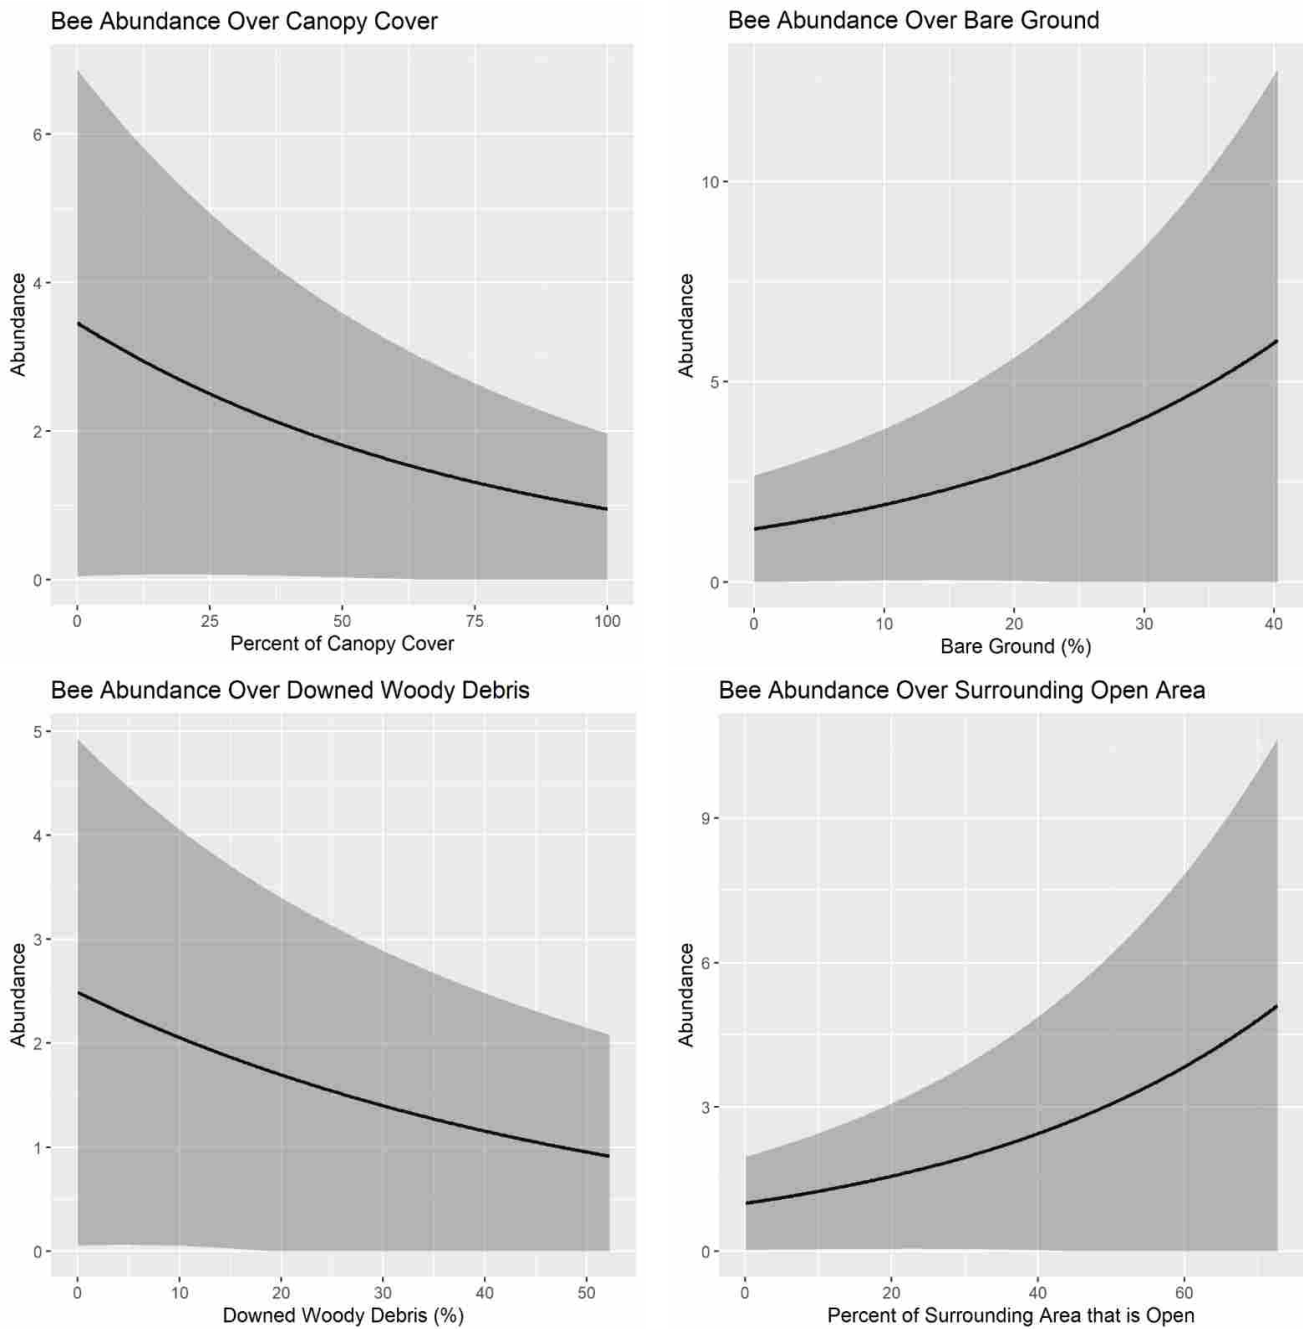 Bee Abundance Over Canopy Cover
Abundance
6
4
2
0
0 25 50 75 100
Percent of Canopy Cover
Bee Abundance Over Bare Ground
Abundance
10
5
0
0 10 20 30 40
Bare Ground (%)
Bee Abundance Over Downed Woody Debris
Abundance
5
4
3
2
1
0
0 10 20 30 40 50
Downed Woody Debris (%)
Bee Abundance Over Surrounding Open Area
Abundance
9
6
3
0
0 20 40 60
Percent of Surrounding Area that is Open